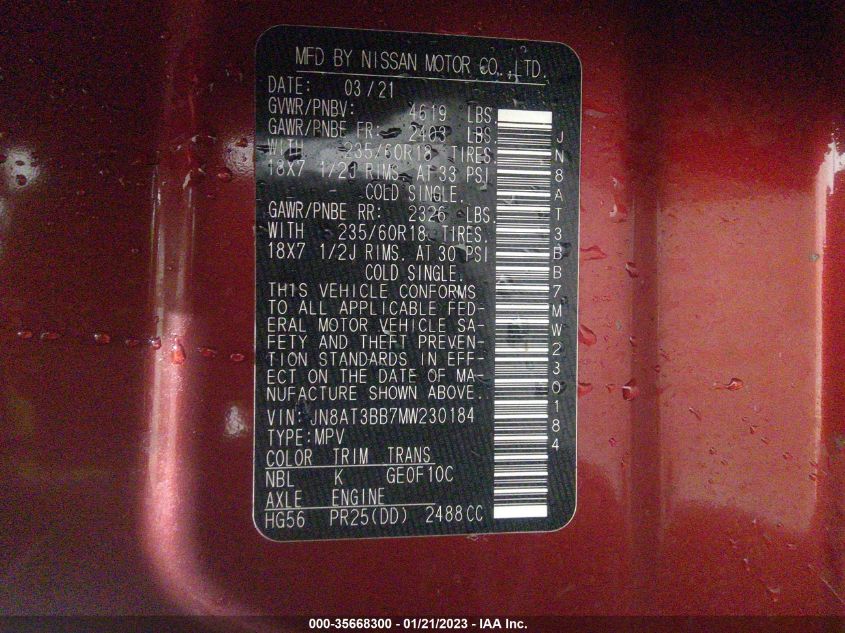 MFD BY NISSAN MOTOR CO.,LTD.
DATE: 03/21
GVWR/PNBV: 4619 LBS
GAWR/PNBE FR: 2403 LBS.
WITH 235/60R18 TIRES
18X7 1/2J RIMS. AT 33 PSI
COLD SINGLE.
GAWR/PNBE RR: 2326 LBS.
WITH 235/60R18 TIRES.
18X7 1/2J RIMS. AT 30 PSI
COLD SINGLE.
THIS VEHICLE CONFORMS
TO ALL APPLICABLE FED-
ERAL MOTOR VEHICLE SA-
FETY AND THEFT PREVEN-
TION STANDARDS IN EFF-
ECT ON THE DATE OF MA-
NUFACTURE SHOWN ABOVE.
VIN: JN8AT3BB7MW230184
TYPE:MPV
COLOR TRIM TRANS
NBL K GE0F10C
AXLE ENGINE
HG56 PR25(DD) 2488CC
JN8AT3BB7MW230184
000-35668300 - 01/21/2023 - IAA Inc.